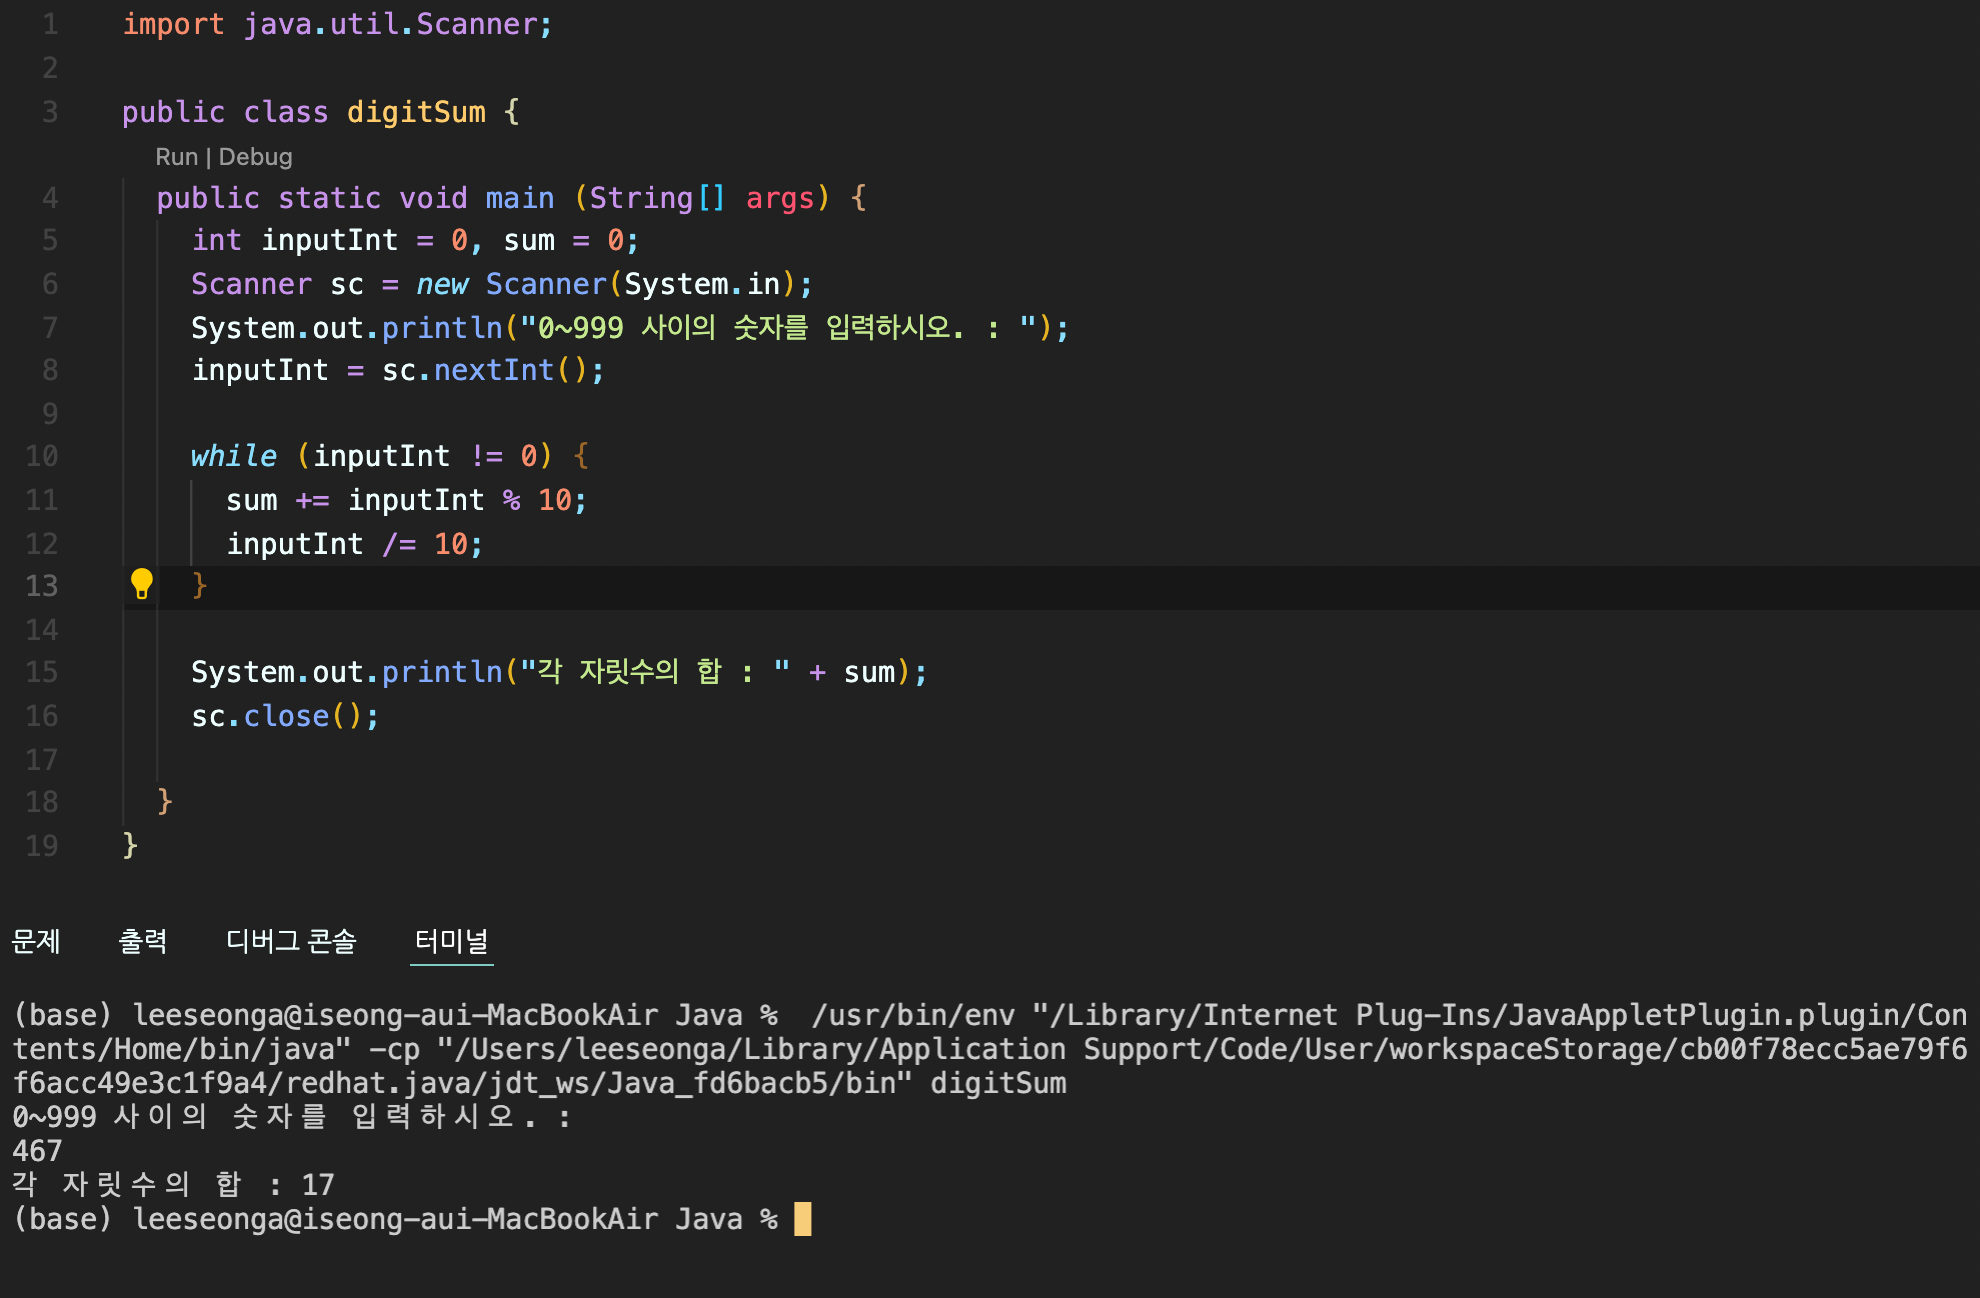 1 import java.util.Scanner;
2
3 public class digitSum {
Run | Debug
4 public static void main (String[] args) {
5 int inputInt = 0, sum = 0;
6 Scanner sc = new Scanner(System.in);
7 System.out.println("0~999 사이의 숫자를 입력하시오. : ");
8 inputInt = sc.nextInt();
9
10 while (inputInt != 0) {
11 sum += inputInt % 10;
12 inputInt /= 10;
13 }
14
15 System.out.println("각 자릿수의 합 : " + sum);
16 sc.close();
17
18 }
19 }
문제 출력 디버그 콘솔 터미널
(base) leeseonga@iseong-aui-MacBookAir Java %  /usr/bin/env "/Library/Internet Plug-Ins/JavaAppletPlugin.plugin/Con
tents/Home/bin/java" -cp "/Users/leeseonga/Library/Application Support/Code/User/workspaceStorage/cb00f78ecc5ae79f6
f6acc49e3c1f9a4/redhat.java/jdt_ws/Java_fd6bacb5/bin" digitSum
0~999 사이의 숫자를 입력하시오. :
467
각 자릿수의 합 : 17
(base) leeseonga@iseong-aui-MacBookAir Java %